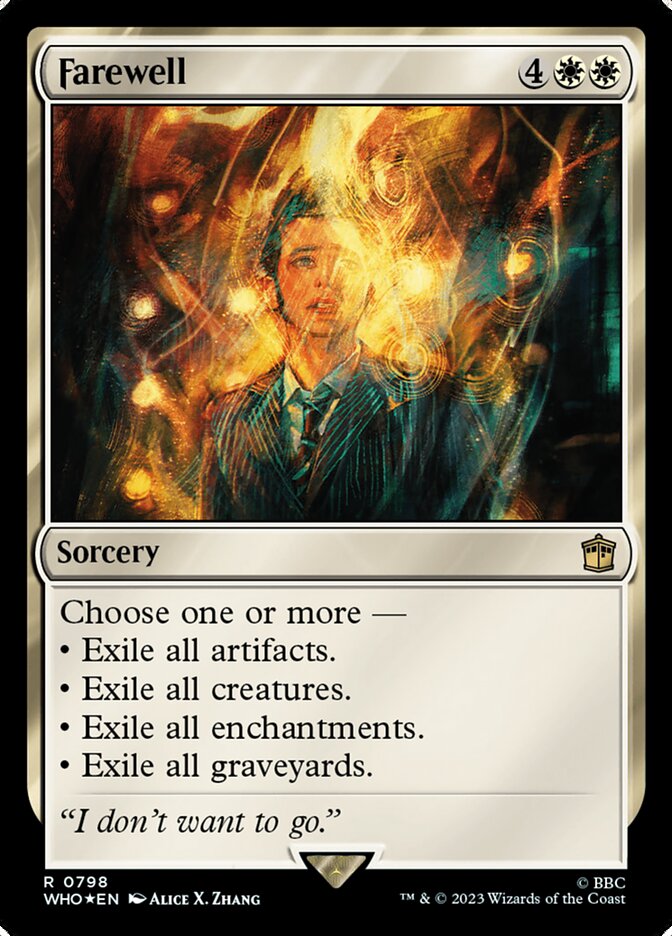 Farewell 4
Sorcery
Choose one or more —
• Exile all artifacts.
• Exile all creatures.
• Exile all enchantments.
• Exile all graveyards.
“I don’t want to go.”
R 0798 © BBC
WHO★EN Alice X. Zhang ™ & © 2023 Wizards of the Coast